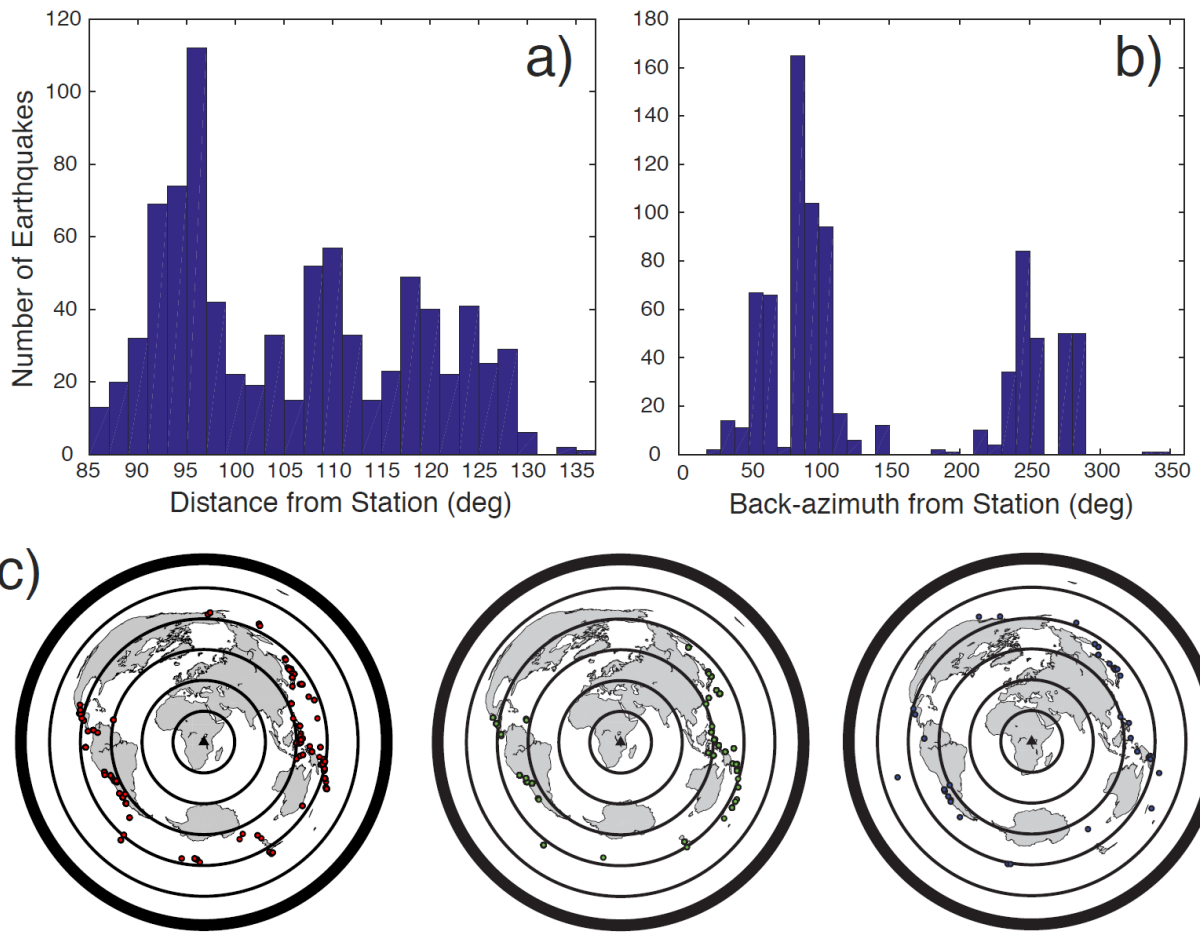 a)
120
100
80
60
40
20
0
Number of Earthquakes
85 90 95 100 105 110 115 120 125 130 135
Distance from Station (deg)
b)
180
160
140
120
100
80
60
40
20
0
0 50 100 150 200 250 300 350
Back-azimuth from Station (deg)
c)